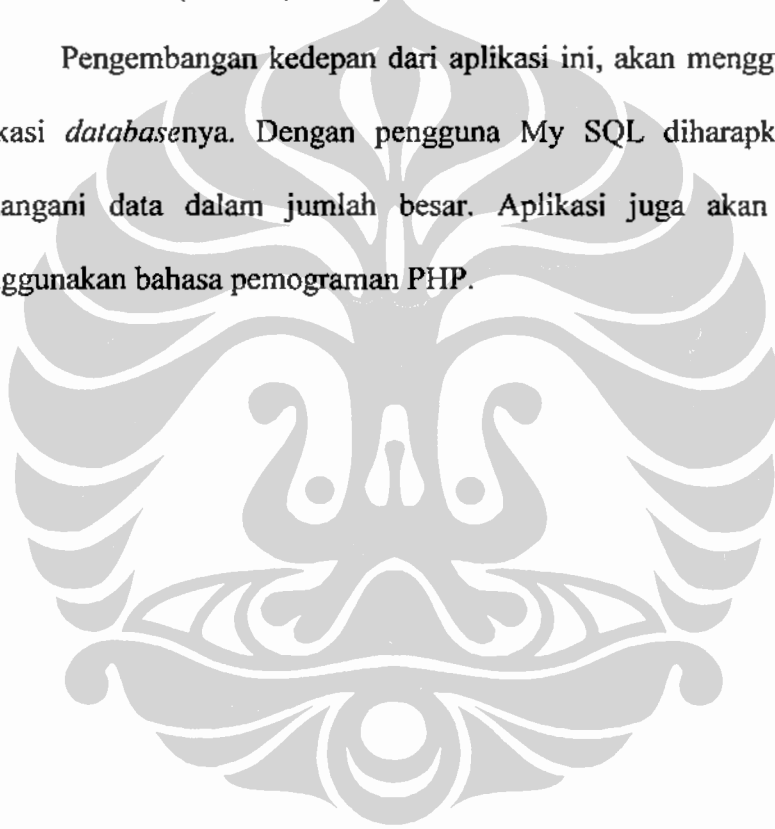 Pengembangan kedepan dari aplikasi ini, akan mengg
kasi databasenya. Dengan pengguna My SQL diharapk
angani data dalam jumlah besar. Aplikasi juga akan
ggunakan bahasa pemograman PHP.